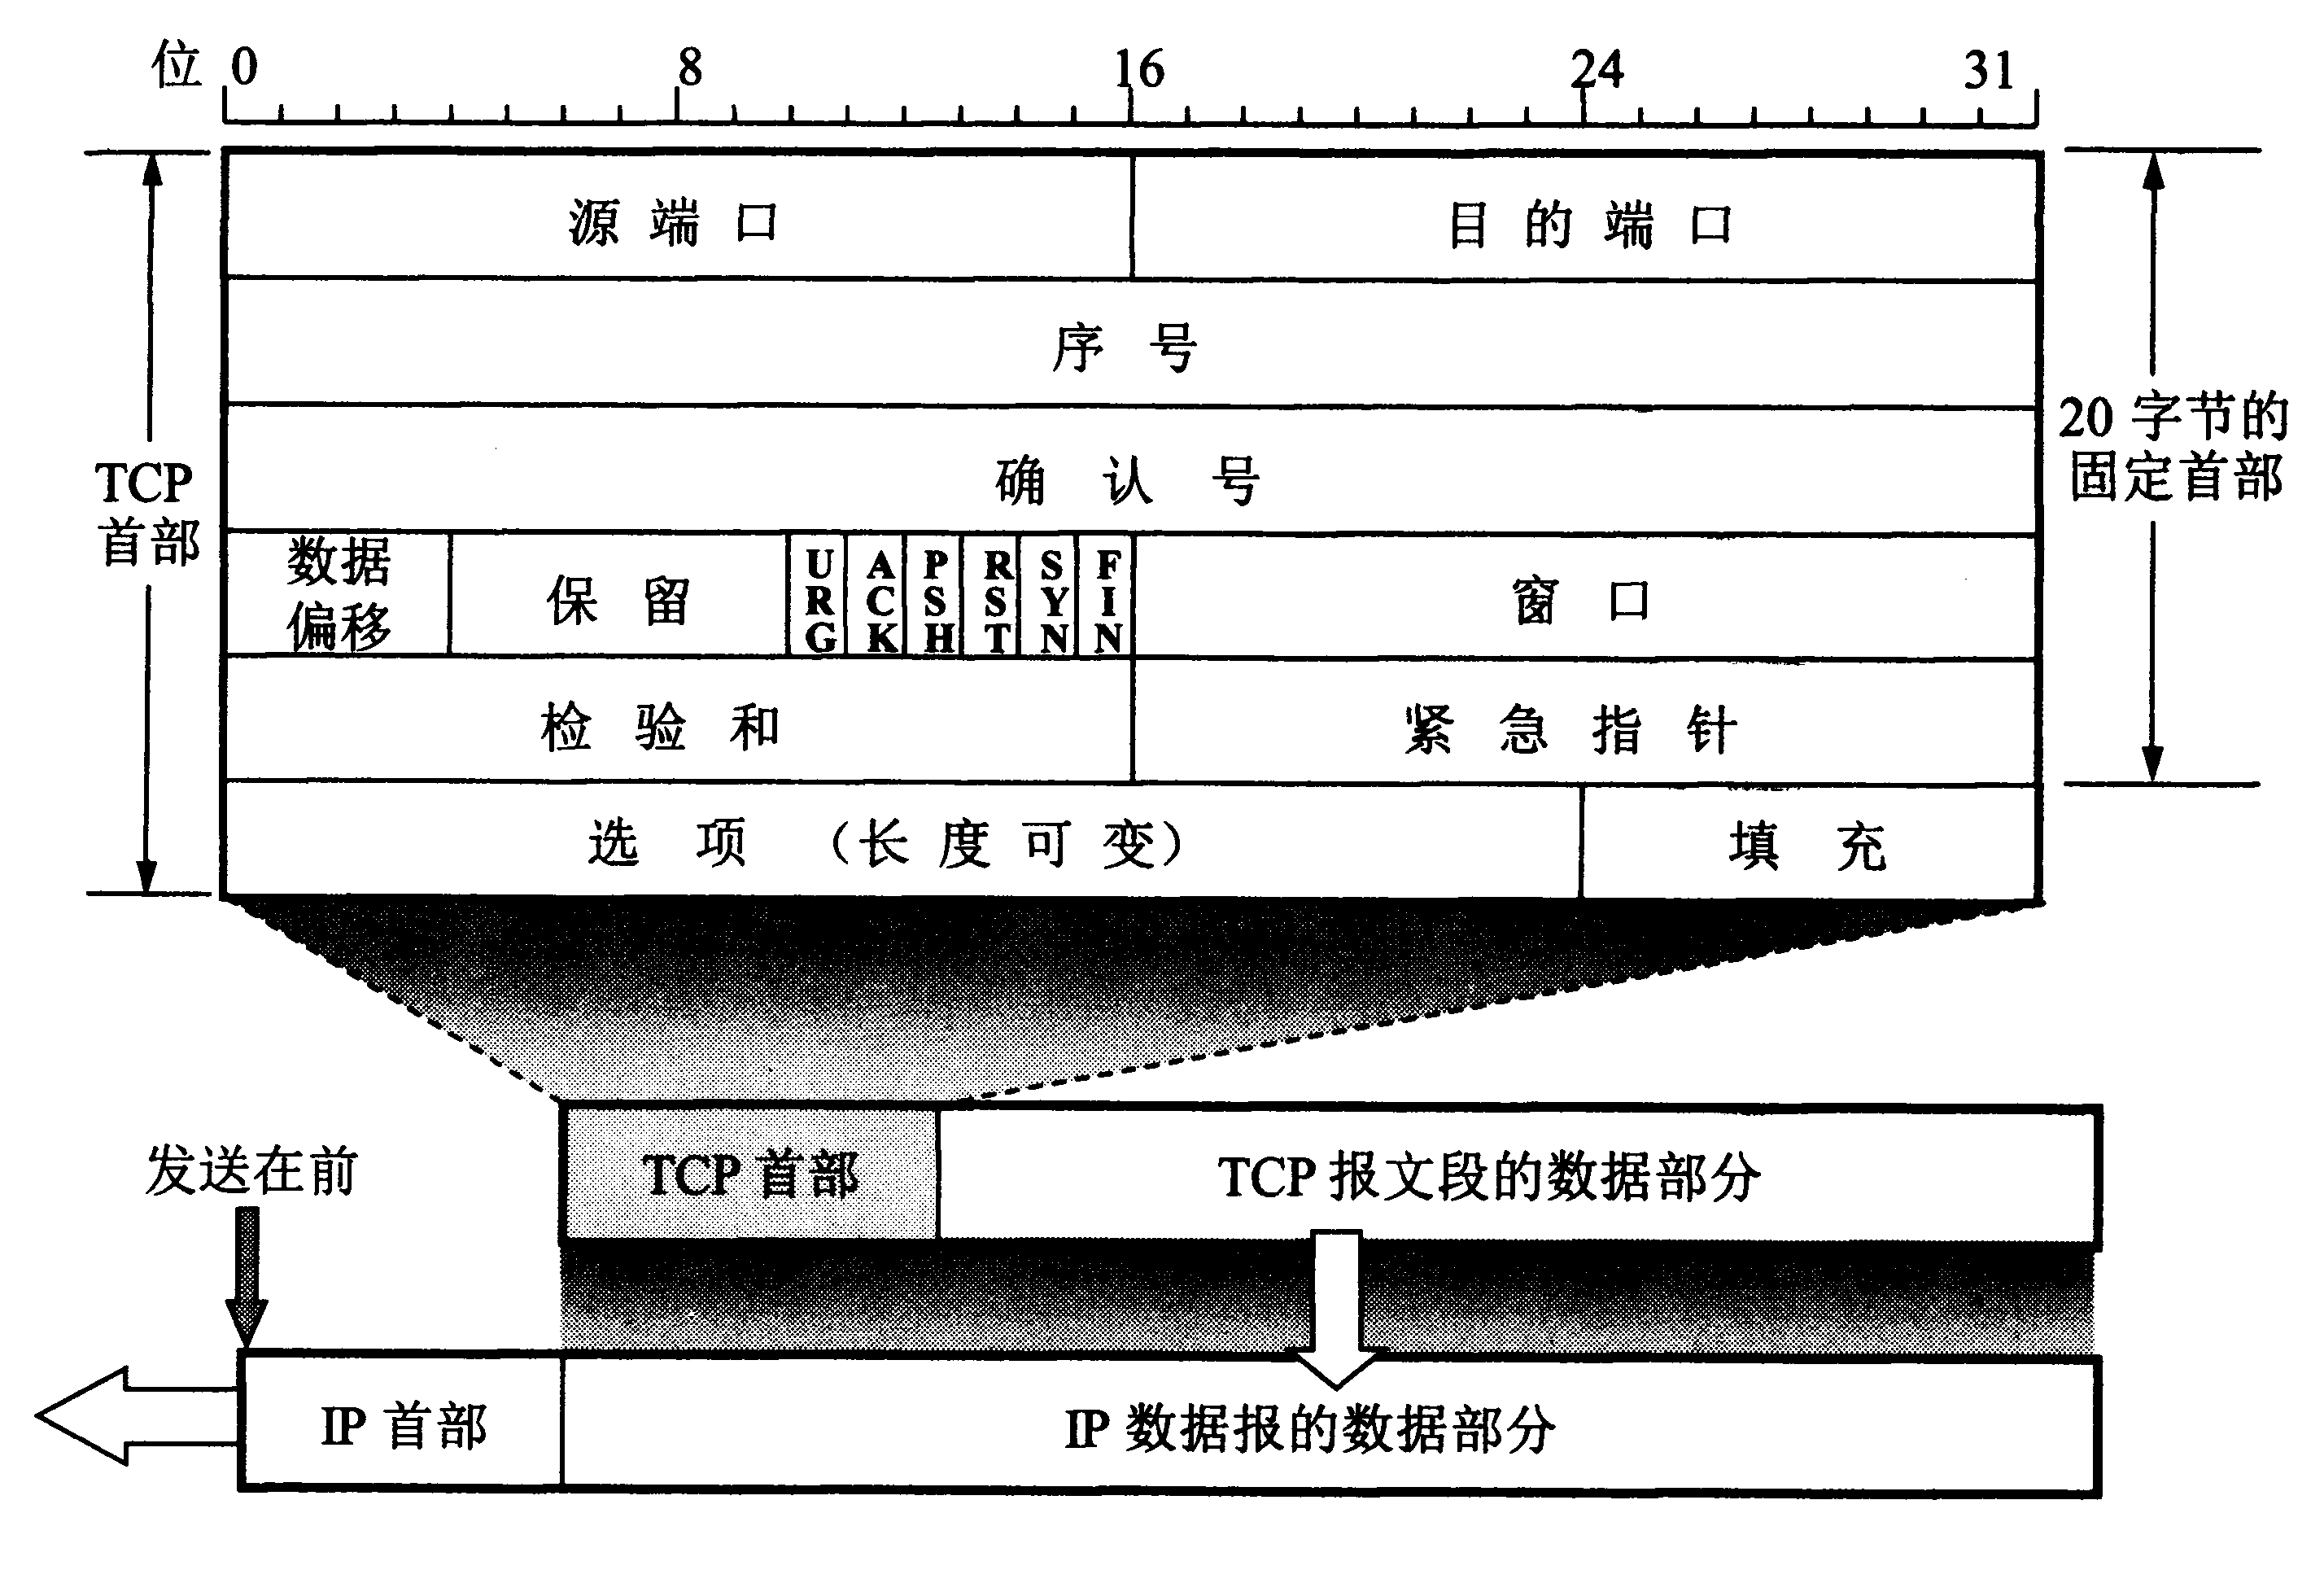 位 0 8 16 24 31
源端口 目的端口
序号
确认号
TCP
首部
20 字节的
固定首部
数据
偏移
保留
URG
ACK
PSH
RST
SYN
FIN
窗口
检验和 紧急指针
选项（长度可变） 填充
发送在前
TCP 首部 TCP 报文段的数据部分
IP 首部 IP 数据报的数据部分